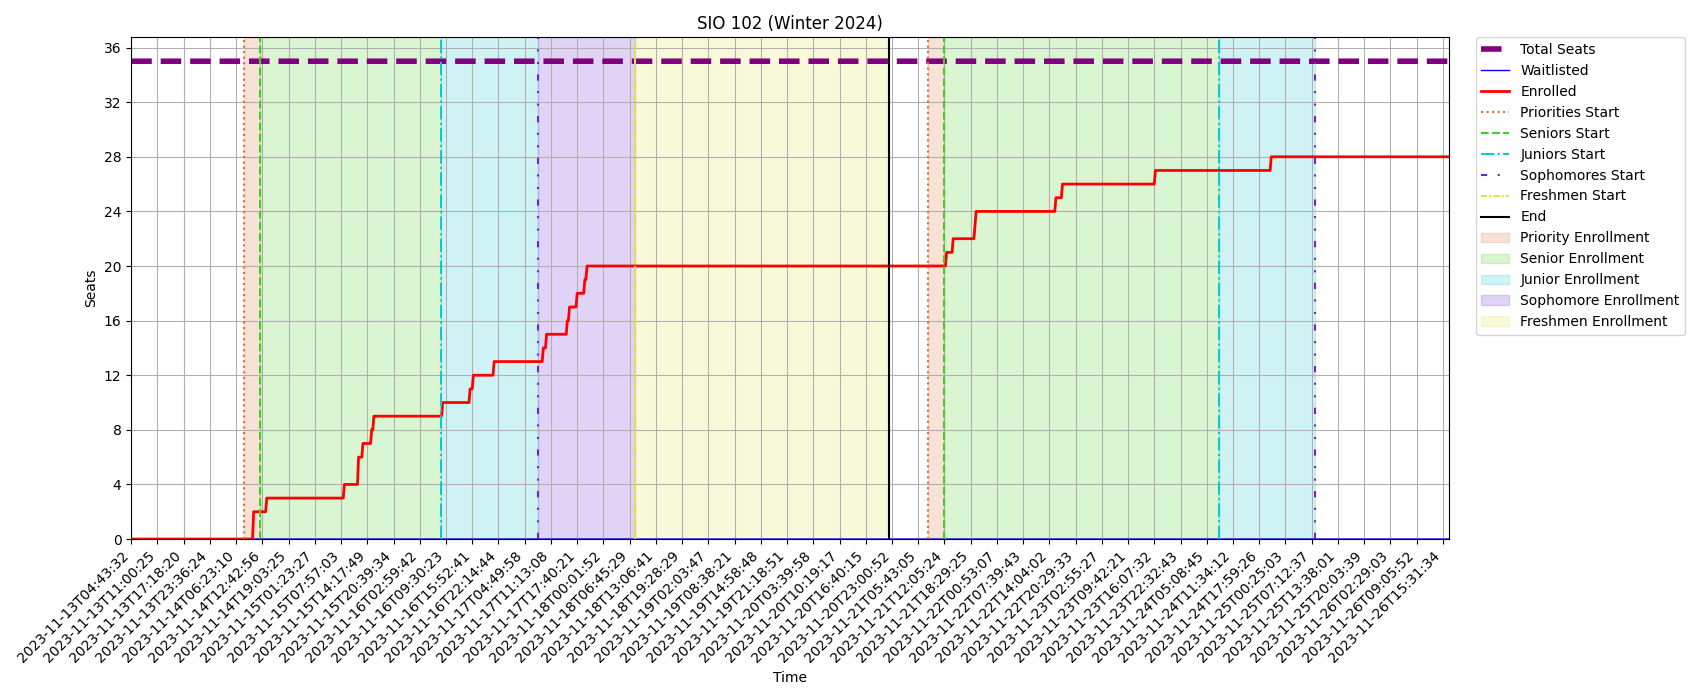 SIO 102 (Winter 2024)
36
32
28
24
20
16
12
8
4
0
Seats
2023-11-13T04:43:32
2023-11-13T11:00:25
2023-11-13T17:18:20
2023-11-13T23:36:24
2023-11-14T06:23:10
2023-11-14T12:42:56
2023-11-14T19:03:25
2023-11-15T01:23:27
2023-11-15T07:57:03
2023-11-15T14:17:49
2023-11-15T20:39:34
2023-11-16T02:59:42
2023-11-16T09:30:23
2023-11-16T15:52:41
2023-11-16T22:14:44
2023-11-17T04:49:58
2023-11-17T11:13:08
2023-11-17T17:40:21
2023-11-18T00:01:52
2023-11-18T06:45:29
2023-11-18T13:06:41
2023-11-18T19:28:29
2023-11-19T02:03:47
2023-11-19T08:38:21
2023-11-19T14:58:48
2023-11-19T21:18:51
2023-11-20T03:39:58
2023-11-20T10:19:17
2023-11-20T16:40:15
2023-11-20T23:00:52
2023-11-21T05:43:05
2023-11-21T12:05:24
2023-11-21T18:29:25
2023-11-22T00:53:07
2023-11-22T07:39:43
2023-11-22T14:04:02
2023-11-22T20:29:33
2023-11-23T02:55:27
2023-11-23T09:42:21
2023-11-23T16:07:32
2023-11-23T22:32:43
2023-11-24T05:08:45
2023-11-24T11:34:12
2023-11-24T17:59:26
2023-11-25T00:25:03
2023-11-25T07:12:37
2023-11-25T13:38:01
2023-11-25T20:03:39
2023-11-26T02:29:03
2023-11-26T09:05:52
2023-11-26T15:31:34
Time
Total Seats
Waitlisted
Enrolled
Priorities Start
Seniors Start
Juniors Start
Sophomores Start
Freshmen Start
End
Priority Enrollment
Senior Enrollment
Junior Enrollment
Sophomore Enrollment
Freshmen Enrollment